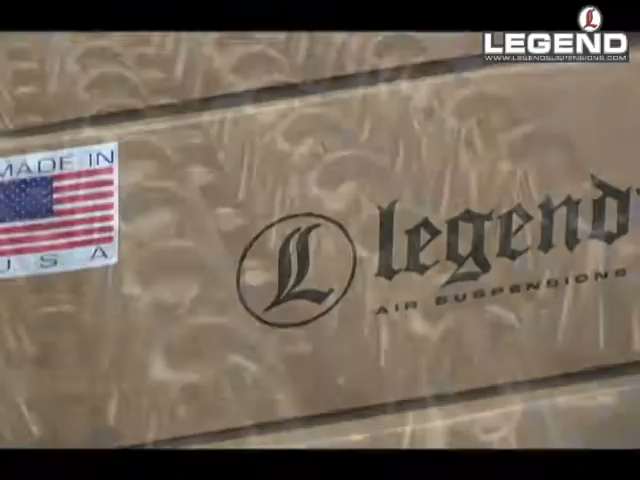 L
LEGEND
WWW.LEGENDSUSPENSIONS.COM
MADE IN
U.S.A
L legend
AIR SUSPENSIONS